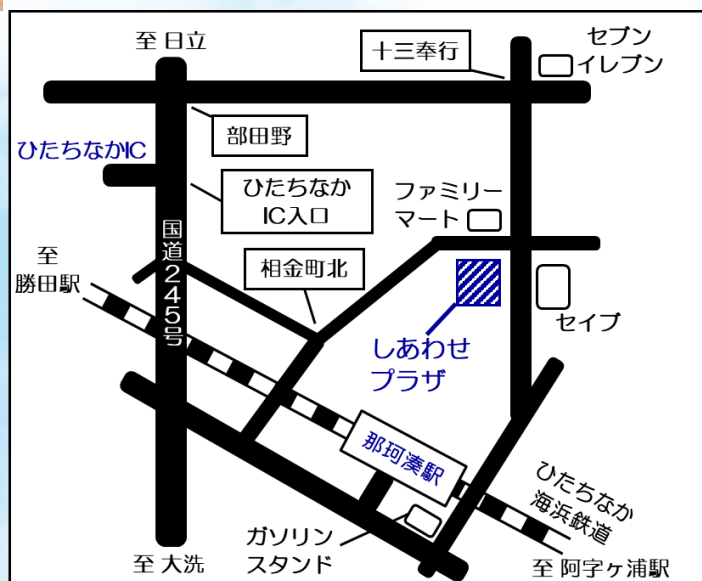 至 日立
十三奉行
セブン
イレブン
部田野
ひたちなかIC
ひたちなか
IC入口
ファミリー
マート
国道245号
至
勝田駅
相金町北
セイブ
しあわせ
プラザ
那珂湊駅
ひたちなか
海浜鉄道
ガソリン
スタンド
至 大洗
至 阿字ヶ浦駅